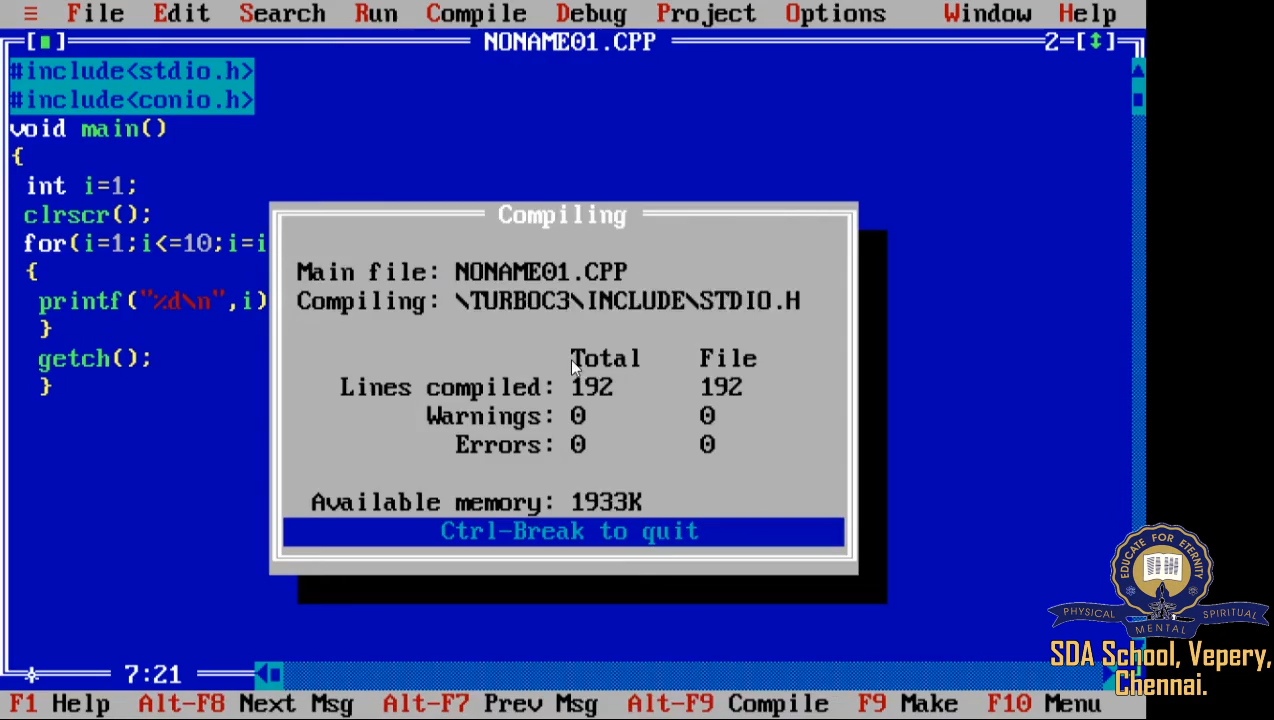 ≡ File Edit Search Run Compile Debug Project Options Window Help
[■] NONAME01.CPP 2=[↕]
#include<stdio.h>
#include<conio.h>
void main()
{
int i=1;
clrscr();
for(i=1;i<=10;i=i
{
printf("%d\n",i)
}
getch();
}
Compiling
Main file: NONAME01.CPP
Compiling: \TURBOC3\INCLUDE\STDIO.H
Total File
Lines compiled: 192 192
Warnings: 0 0
Errors: 0 0
Available memory: 1933K
Ctrl-Break to quit
7:21
F1 Help Alt-F8 Next Msg Alt-F7 Prev Msg Alt-F9 Compile F9 Make F10 Menu
EDUCATE FOR ETERNITY
PHYSICAL MENTAL SPIRITUAL
SDA School, Vepery,
Chennai.